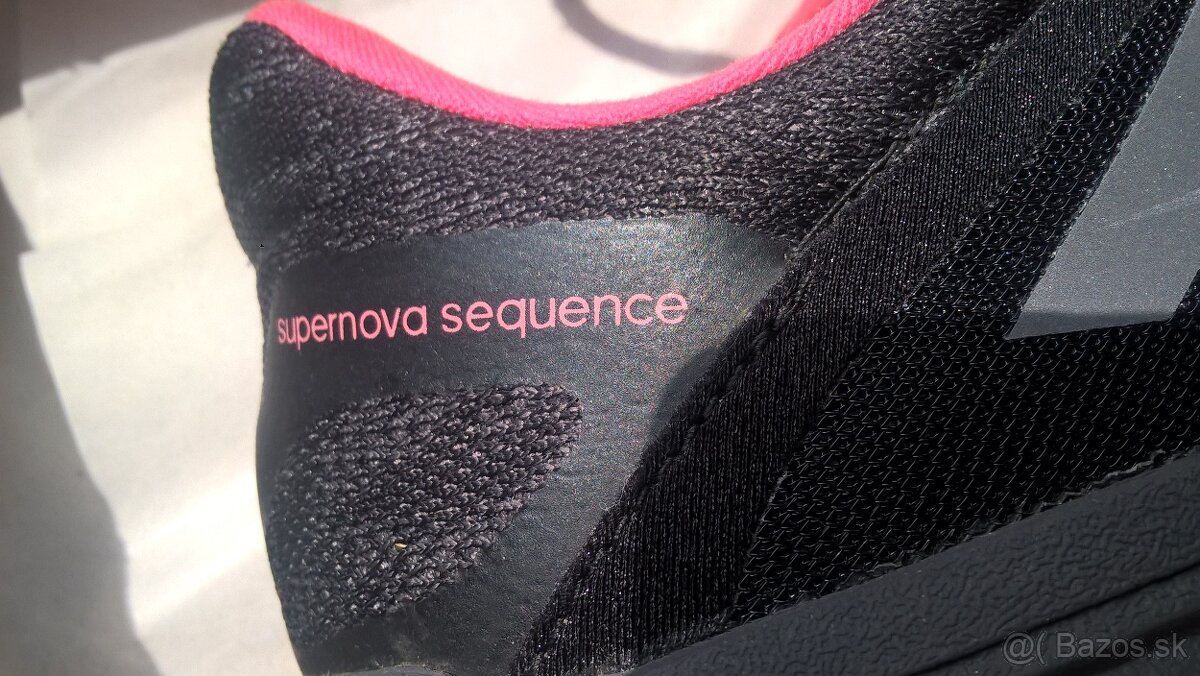 supernova sequence
@( Bazos.sk